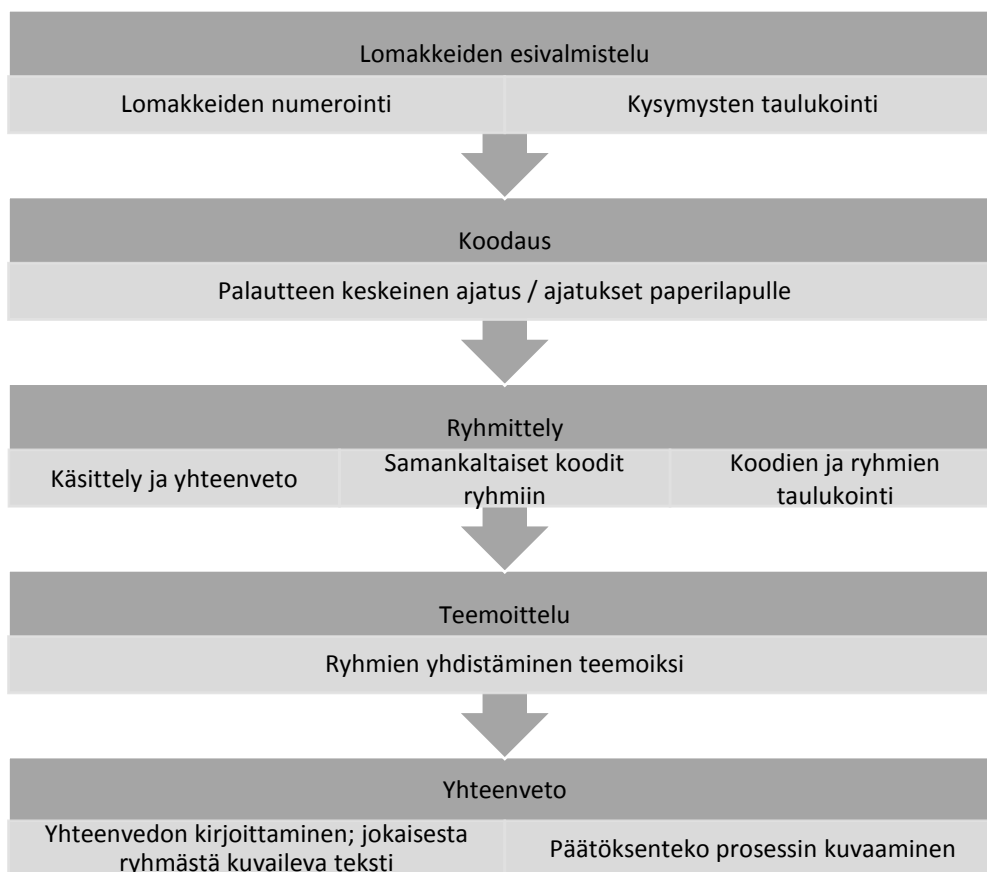 Lomakkeiden esivalmistelu
Lomakkeiden numerointi
Kysymysten taulukointi
Koodaus
Palautteen keskeinen ajatus / ajatukset paperilapulle
Ryhmittely
Käsittely ja yhteenveto
Samankaltaiset koodit
ryhmiin
Koodien ja ryhmien
taulukointi
Teemoittelu
Ryhmien yhdistäminen teemoiksi
Yhteenveto
Yhteenvedon kirjoittaminen; jokaisesta
ryhmästä kuvaileva teksti
Päätöksenteko prosessin kuvaaminen